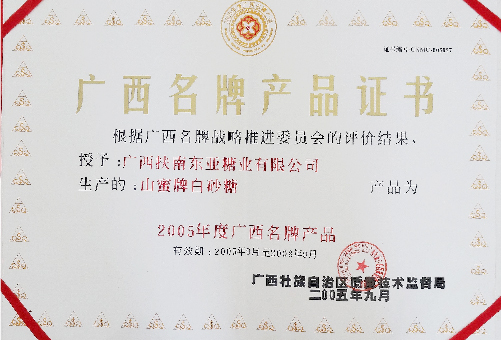 广西名牌产品证书
根据广西名牌战略推进委员会的评价结果、
授予:广西扶南东亚糖业有限公司
生产的:山蜜牌白砂糖 产品为
2005年度广西名牌产品
广西壮族自治区质量技术监督局
二00五年九月